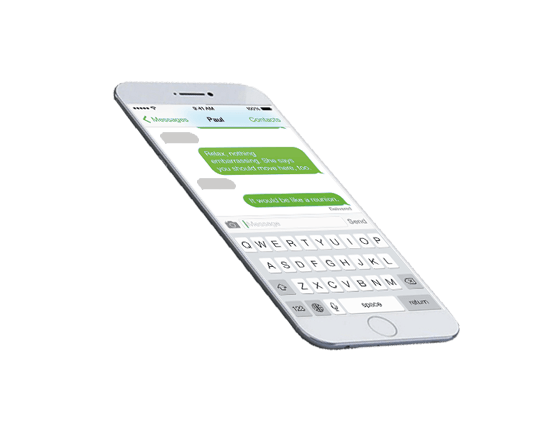 9:41 AM 100%
Messages Paul Contacts
Relax, nothing
embarrassing. She says
you should move here, too.
It would be like a reunion.
Delivered
Message Send
Q W E R T Y U I O P
A S D F G H J K L
Z X C V B N M
123 space return